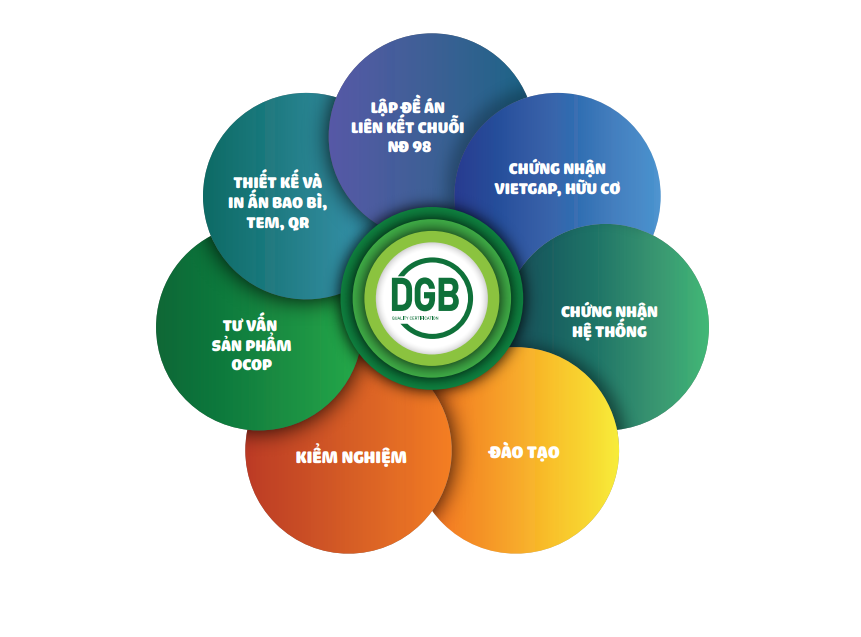 LẬP ĐỀ ÁN
LIÊN KẾT CHUỖI
NĐ 98
CHỨNG NHẬN
VIETGAP, HỮU CƠ
CHỨNG NHẬN
HỆ THỐNG
ĐÀO TẠO
KIỂM NGHIỆM
TƯ VẤN
SẢN PHẨM
OCOP
THIẾT KẾ VÀ
IN ẤN BAO BÌ,
TEM, QR
DGB
QUALITY CERTIFICATION